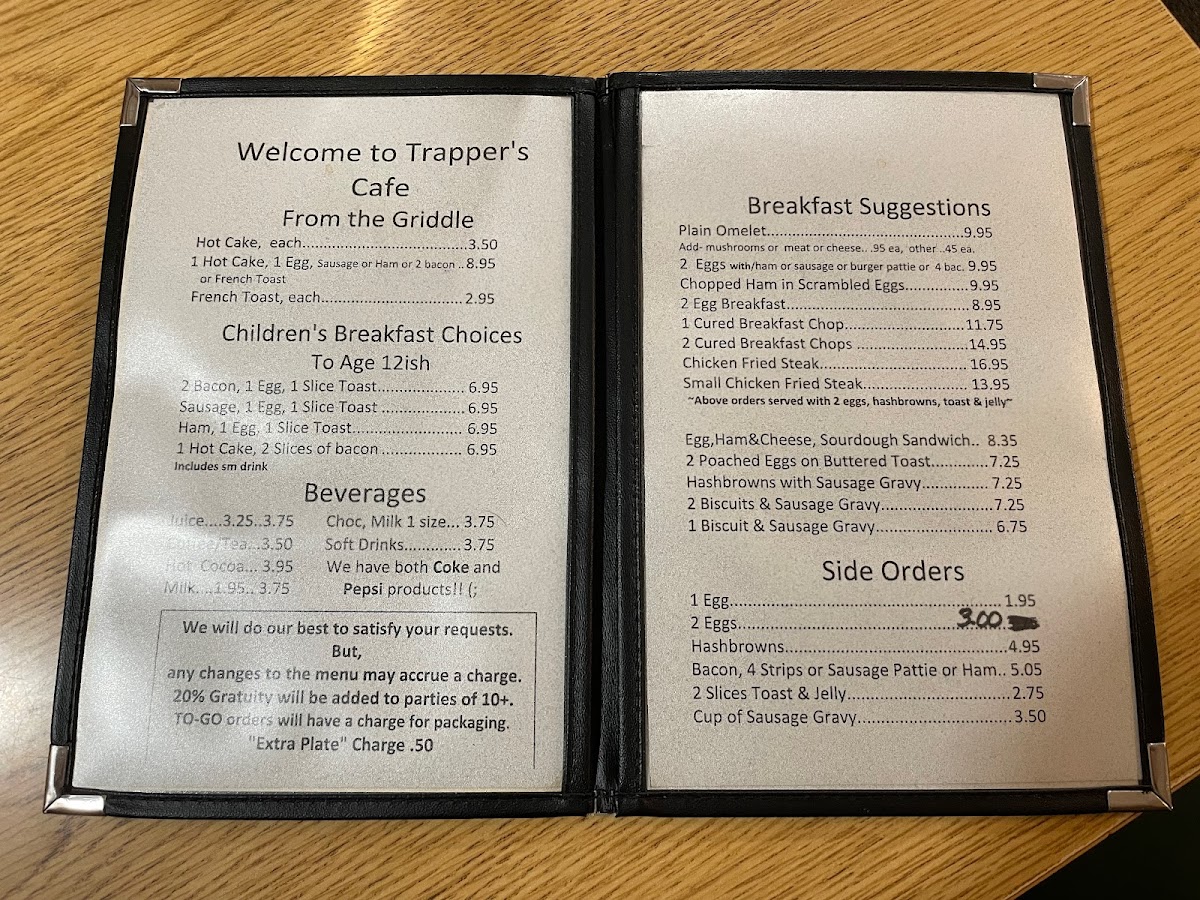 Welcome to Trapper's
Cafe
From the Griddle
Hot Cake, each..............................3.50
1 Hot Cake, 1 Egg, Sausage or Ham or 2 bacon ..8.95
or French Toast
French Toast, each..........................2.95
Children's Breakfast Choices
To Age 12ish
2 Bacon, 1 Egg, 1 Slice Toast.................... 6.95
Sausage, 1 Egg, 1 Slice Toast ................... 6.95
Ham, 1 Egg, 1 Slice Toast......................... 6.95
1 Hot Cake, 2 Slices of bacon ................... 6.95
Includes sm drink
Beverages
Juice....3.25..3.75 Choc, Milk 1 size... 3.75
Coffee/Tea...3.50 Soft Drinks............3.75
Hot Cocoa... 3.95 We have both Coke and
Milk....1.95.. 3.75 Pepsi products!! (;
We will do our best to satisfy your requests.
But,
any changes to the menu may accrue a charge.
20% Gratuity will be added to parties of 10+.
TO-GO orders will have a charge for packaging.
"Extra Plate" Charge .50
Breakfast Suggestions
Plain Omelet..........................................9.95
Add- mushrooms or meat or cheese.. .95 ea, other ..45 ea.
2 Eggs with/ham or sausage or burger pattie or 4 bac. 9.95
Chopped Ham in Scrambled Eggs..............9.95
2 Egg Breakfast....................................... 8.95
1 Cured Breakfast Chop..........................11.75
2 Cured Breakfast Chops ........................14.95
Chicken Fried Steak................................ 16.95
Small Chicken Fried Steak....................... 13.95
~Above orders served with 2 eggs, hashbrowns, toast & jelly~
Egg,Ham&Cheese, Sourdough Sandwich.. 8.35
2 Poached Eggs on Buttered Toast............7.25
Hashbrowns with Sausage Gravy.............. 7.25
2 Biscuits & Sausage Gravy.......................7.25
1 Biscuit & Sausage Gravy......................... 6.75
Side Orders
1 Egg......................................................... 1.95
2 Eggs.............................................. 3.00
Hashbrowns...............................................4.95
Bacon, 4 Strips or Sausage Pattie or Ham.. 5.05
2 Slices Toast & Jelly.................................. 2.75
Cup of Sausage Gravy.................................3.50